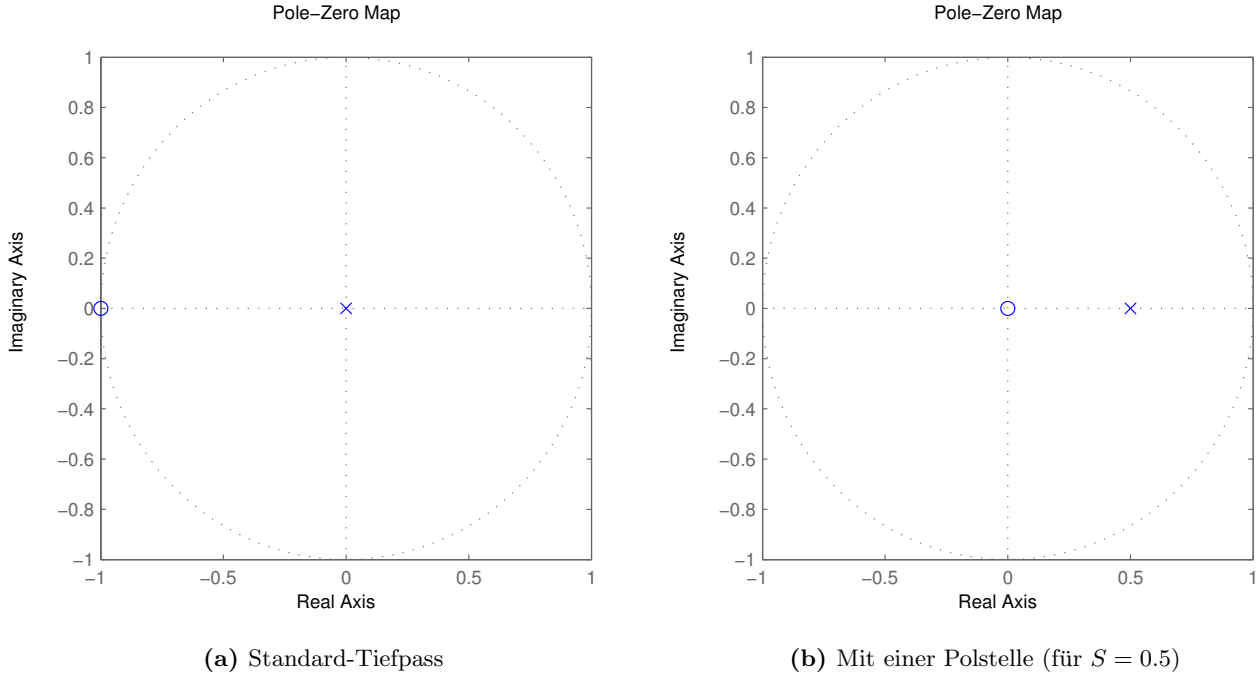 Pole−Zero Map
1
0.8
0.6
0.4
0.2
0
−0.2
−0.4
−0.6
−0.8
−1
−1 −0.5 0 0.5 1
Imaginary Axis
Real Axis
(a) Standard-Tiefpass
Pole−Zero Map
1
0.8
0.6
0.4
0.2
0
−0.2
−0.4
−0.6
−0.8
−1
−1 −0.5 0 0.5 1
Imaginary Axis
Real Axis
(b) Mit einer Polstelle (für S = 0.5)